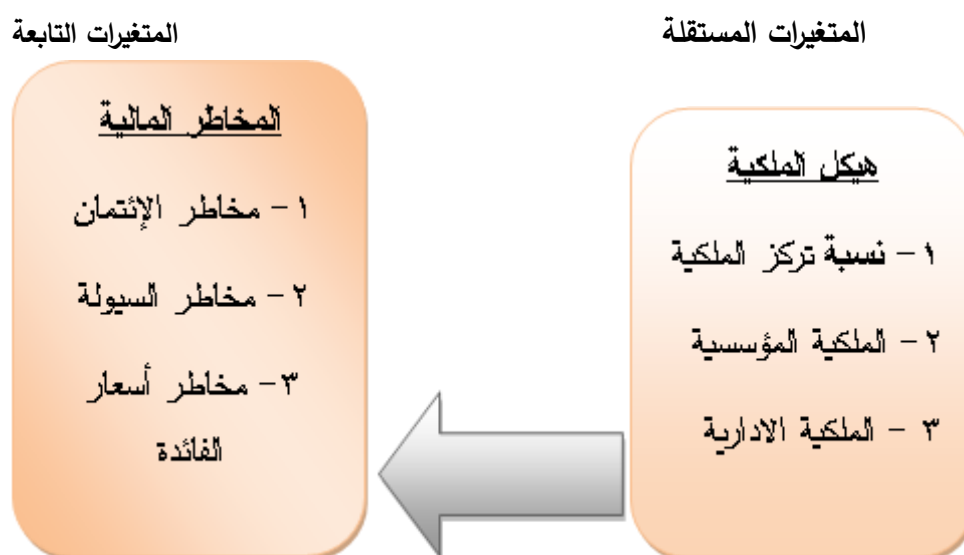 المتغيرات المستقلة
المتغيرات التابعة
هيكل الملكية
١ – نسبة تركز الملكية
٢ – الملكية المؤسسية
٣ – الملكية الادارية
المخاطر المالية
١ – مخاطر الإئتمان
٢ – مخاطر السيولة
٣ – مخاطر أسعار
الفائدة